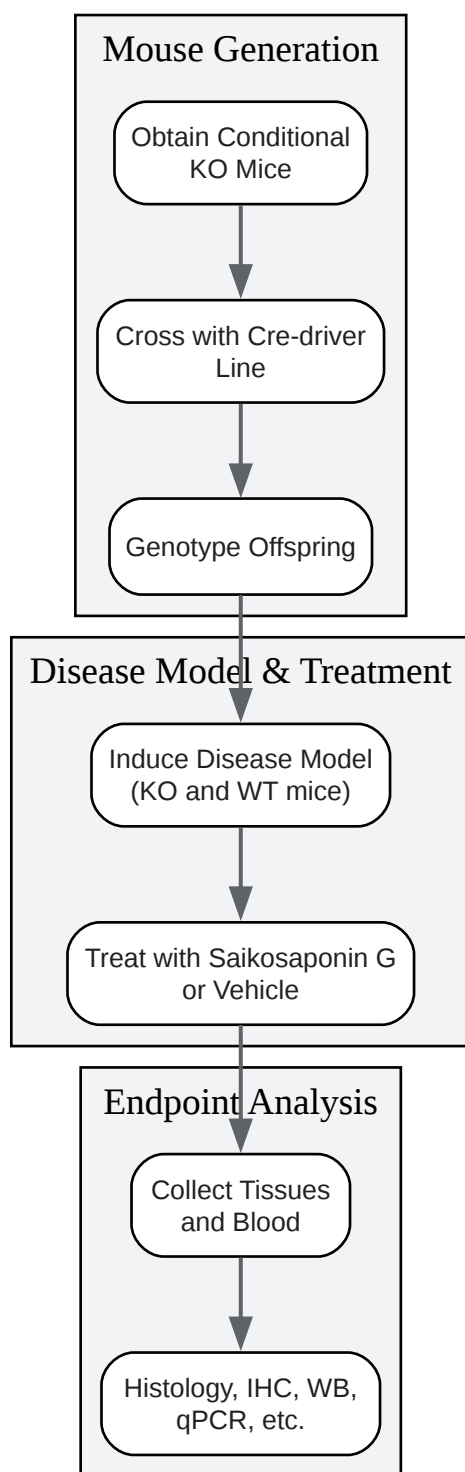 Mouse Generation
Obtain Conditional
KO Mice
Cross with Cre-driver
Line
Genotype Offspring
Disease Model & Treatment
Induce Disease Model
(KO and WT mice)
Treat with Saikosaponin G
or Vehicle
Endpoint Analysis
Collect Tissues
and Blood
Histology, IHC, WB,
qPCR, etc.